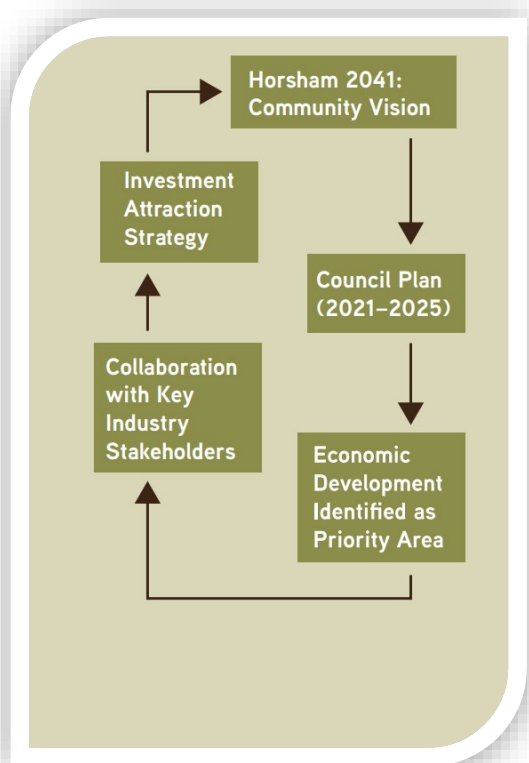 Horsham 2041:
Community Vision
Investment
Attraction
Strategy
Council Plan
(2021–2025)
Collaboration
with Key
Industry
Stakeholders
Economic
Development
Identified as
Priority Area